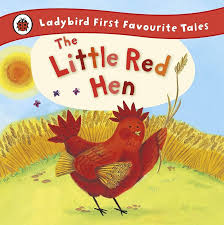 Ladybird First Favourite Tales
The
Little Red
Hen